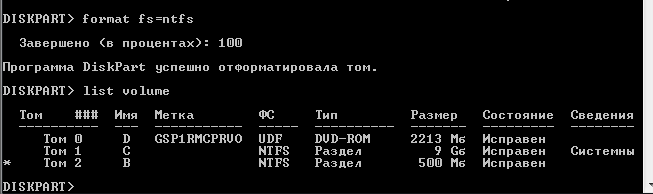 DISKPART> format fs=ntfs
Завершено (в процентах): 100
Программа DiskPart успешно отформатировала том.
DISKPART> list volume
Том ### Имя Метка ФС Тип Размер Состояние Сведения
---------- --- ----------- ----- ---------- ------- --------- --------
Том 0 D GSP1RMCPRVO UDF DVD-ROM 2213 Мб Исправен
Том 1 C NTFS Раздел 9 Gб Исправен Системны
* Том 2 B NTFS Раздел 500 Мб Исправен
DISKPART>